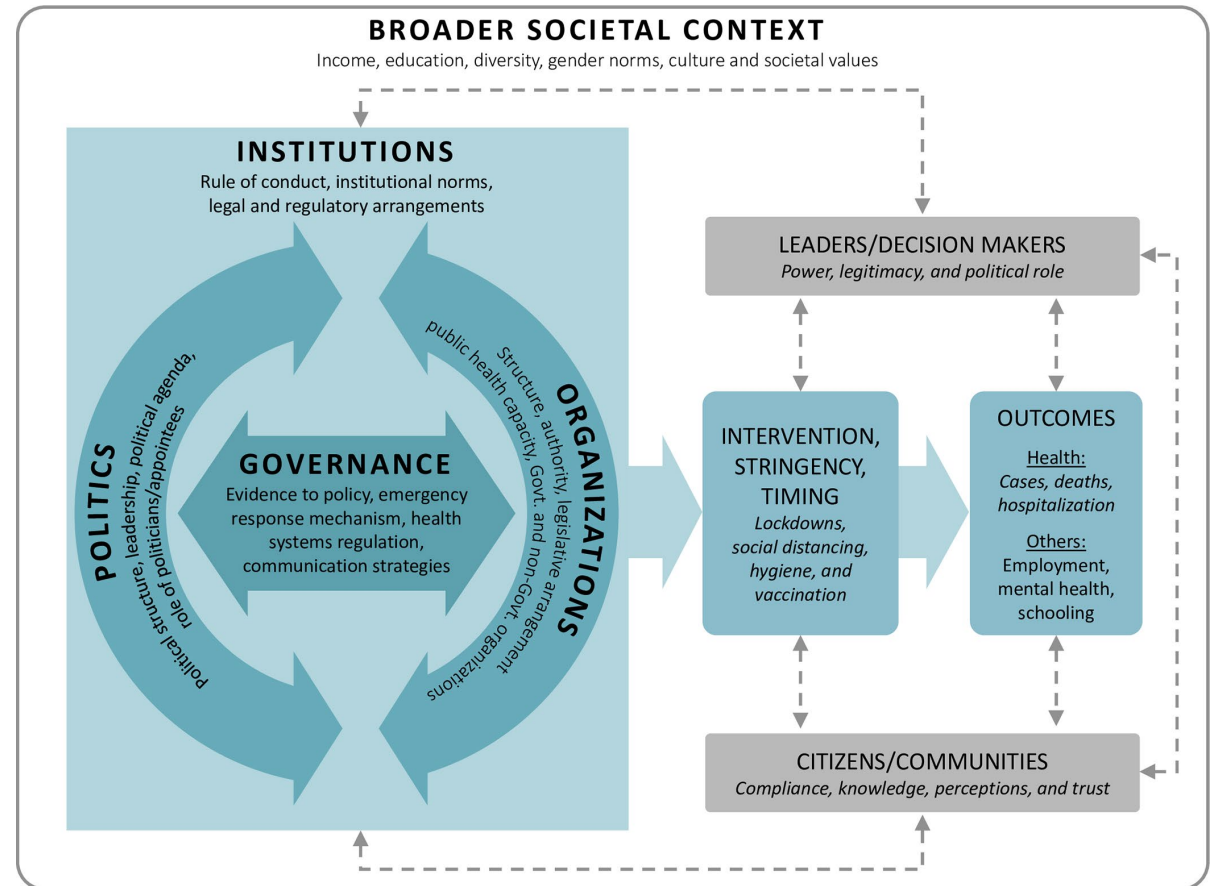 BROADER SOCIETAL CONTEXT
Income, education, diversity, gender norms, culture and societal values
INSTITUTIONS
Rule of conduct, institutional norms,
legal and regulatory arrangements
POLITICS
Political structure, leadership, political agenda,
role of politicians/appointees
GOVERNANCE
Evidence to policy, emergency
response mechanism, health
systems regulation,
communication strategies
ORGANIZATIONS
Structure, authority, legislative arrangement
public health capacity, Govt. and non-Govt. organizations
LEADERS/DECISION MAKERS
Power, legitimacy, and political role
INTERVENTION,
STRINGENCY,
TIMING
Lockdowns,
social distancing,
hygiene, and
vaccination
OUTCOMES
Health:
Cases, deaths,
hospitalization
Others:
Employment,
mental health,
schooling
CITIZENS/COMMUNITIES
Compliance, knowledge, perceptions, and trust